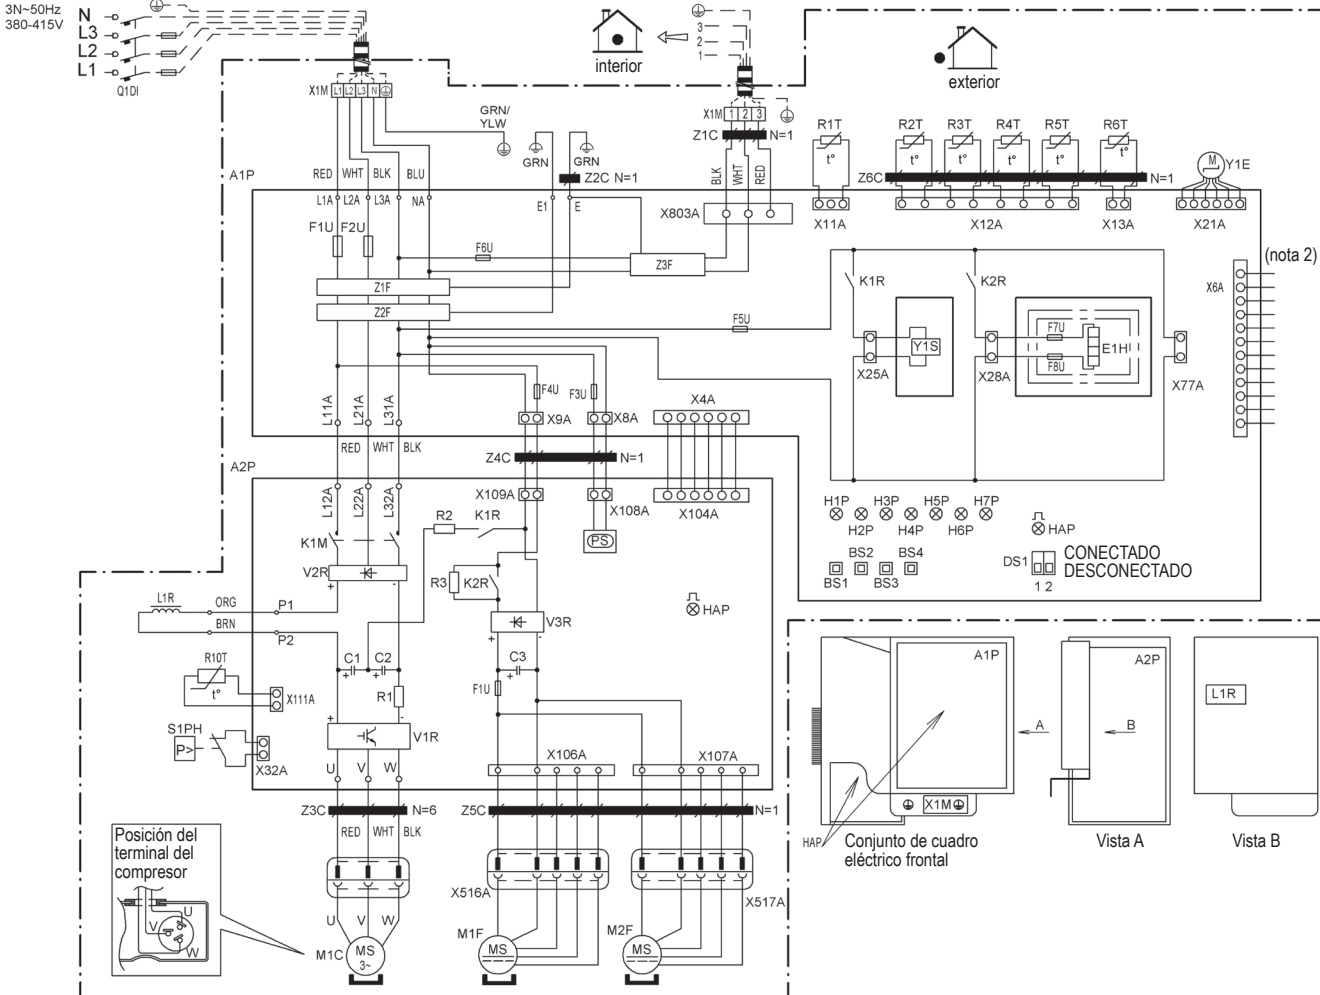 3N~50Hz
380-415V
N
L3
L2
L1
Q1DI
interior
3
2
1
exterior
X1M L1 L2 L3 N
X1M 1 2 3
GRN/
YLW
GRN
GRN
Z1C N=1
Z2C N=1
R1T
t°
R2T
t°
R3T
t°
R4T
t°
R5T
t°
R6T
t°
M
Y1E
Z6C N=1
A1P
RED WHT BLK BLU
BLK
WHT
RED
L1A L2A L3A NA
E1 E
X803A
X11A
X12A
X13A
X21A
F1U F2U
F6U
Z3F
Z1F
Z2F
F5U
K1R
K2R
(nota 2)
X6A
Y1S
X25A
F7U
F8U
E1H
X28A
X77A
L11A
L21A
L31A
F4U
F3U
X9A
X8A
X4A
RED WHT BLK
Z4C N=1
A2P
L12A
L22A
L32A
X109A
X108A
X104A
PS
R2
K1R
K1M
V2R
+
-
R3
K2R
V3R
+
-
HAP
H1P
H2P
H3P
H4P
H5P
H6P
H7P
HAP
BS1
BS2
BS3
BS4
DS1
1 2
CONECTADO
DESCONECTADO
L1R
ORG
BRN
P1
P2
C1
+
C2
+
C3
+
R10T
t°
X111A
R1
F1U
S1PH
P>
X32A
+
-
V1R
U V W
X106A
X107A
Z3C N=6
Z5C N=1
RED WHT BLK
X516A
X517A
U V W
M1C
MS
3~
M1F
MS
M2F
MS
Posición del
terminal del
compresor
U
V
W
A1P
X1M
HAP
Conjunto de cuadro
eléctrico frontal
A
A2P
B
Vista A
L1R
Vista B